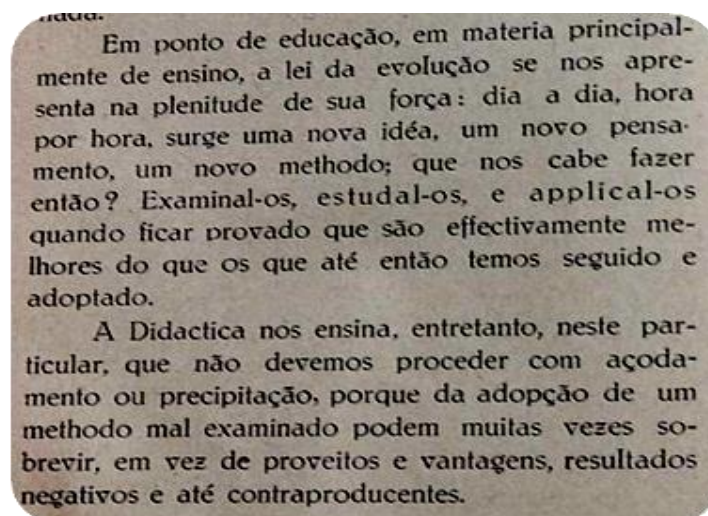 Em ponto de educação, em materia principal-
mente de ensino, a lei da evolução se nos apre-
senta na plenitude de sua força: dia a dia, hora
por hora, surge uma nova idéa, um novo pensa-
mento, um novo methodo; que nos cabe fazer
então? Examinal-os, estudal-os, e applical-os
quando ficar provado que são effectivamente me-
lhores do que os que até então temos seguido e
adoptado.
A Didactica nos ensina, entretanto, neste par-
ticular, que não devemos proceder com açoda-
mento ou precipitação, porque da adopção de um
methodo mal examinado podem muitas vezes so-
brevir, em vez de proveitos e vantagens, resultados
negativos e até contraproducentes.